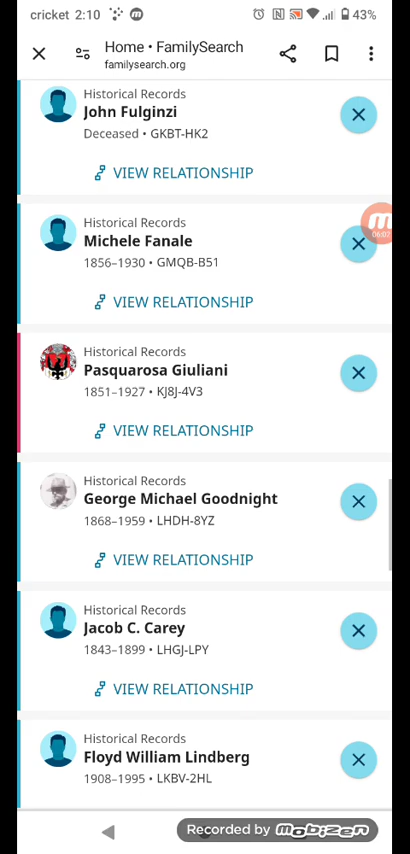 cricket 2:10 43%
Home • FamilySearch
familysearch.org
Historical Records
John Fulginzi
Deceased • GKBT-HK2
VIEW RELATIONSHIP
Historical Records
Michele Fanale
1856–1930 • GMQB-B51
VIEW RELATIONSHIP
06:07
Historical Records
Pasquarosa Giuliani
1851–1927 • KJ8J-4V3
VIEW RELATIONSHIP
Historical Records
George Michael Goodnight
1868–1959 • LHDH-8YZ
VIEW RELATIONSHIP
Historical Records
Jacob C. Carey
1843–1899 • LHGJ-LPY
VIEW RELATIONSHIP
Historical Records
Floyd William Lindberg
1908–1995 • LKBV-2HL
Recorded by mobizen